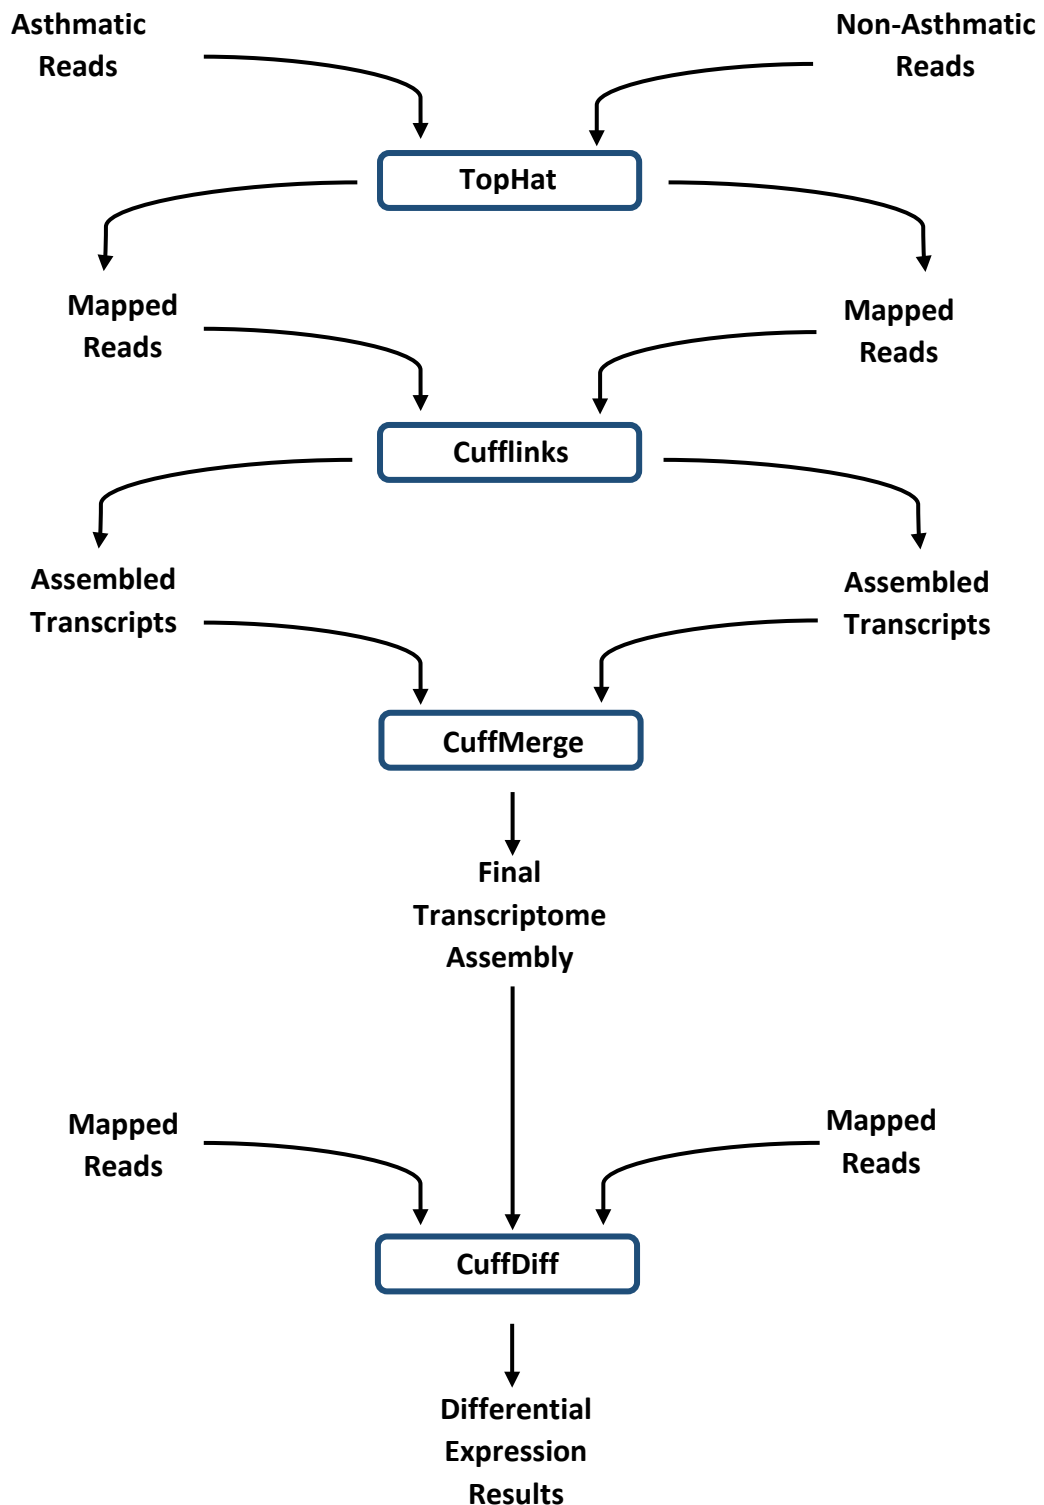 Asthmatic
Reads
Non-Asthmatic
Reads
TopHat
Mapped
Reads
Mapped
Reads
Cufflinks
Assembled
Transcripts
Assembled
Transcripts
CuffMerge
Final
Transcriptome
Assembly
Mapped
Reads
Mapped
Reads
CuffDiff
Differential
Expression
Results